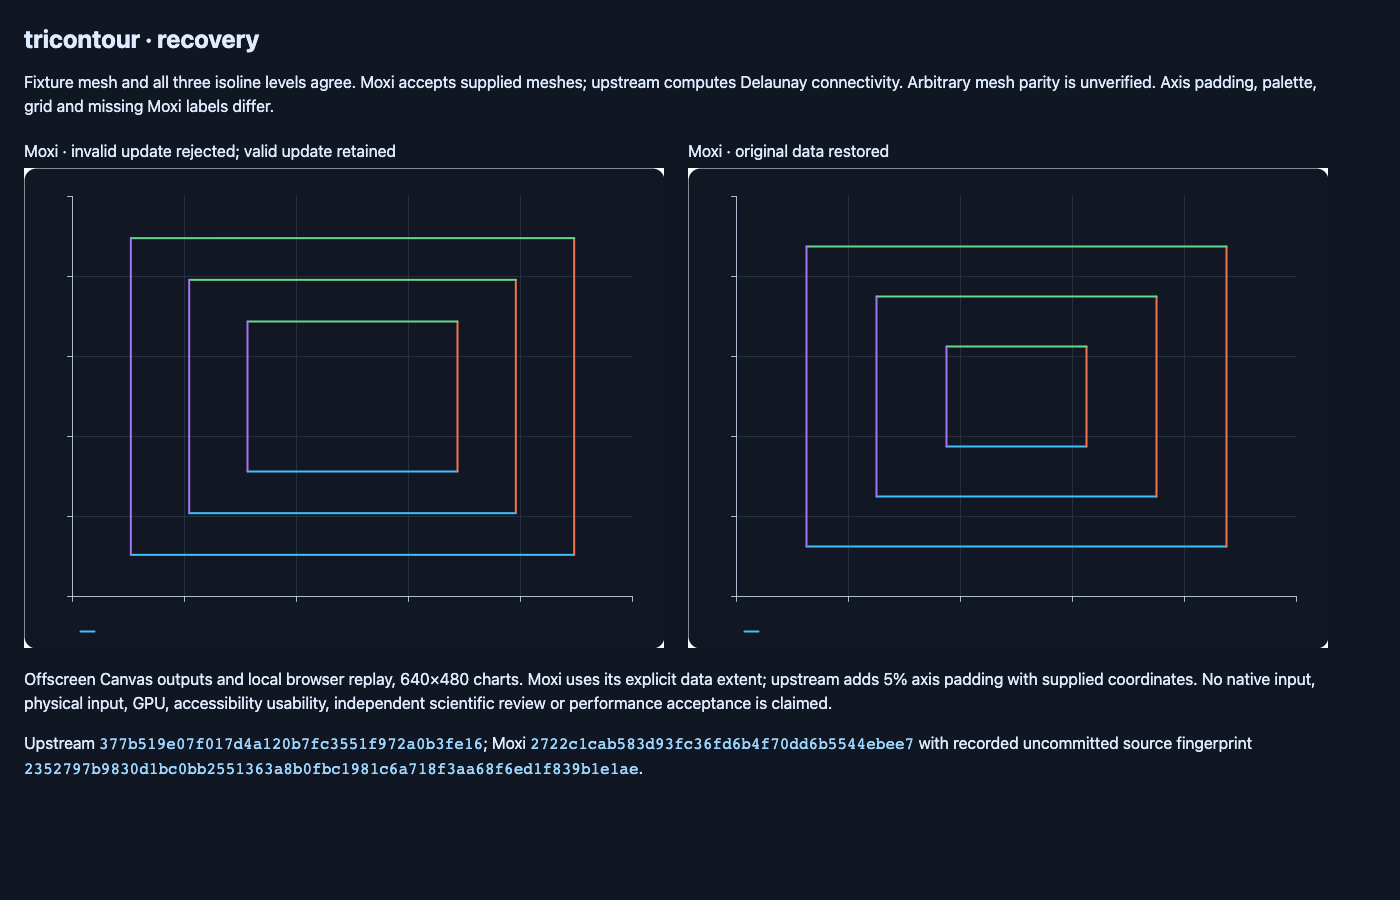 tricontour · recovery
Fixture mesh and all three isoline levels agree. Moxi accepts supplied meshes; upstream computes Delaunay connectivity. Arbitrary mesh parity is unverified. Axis padding, palette,
grid and missing Moxi labels differ.
Moxi · invalid update rejected; valid update retained
Moxi · original data restored
Offscreen Canvas outputs and local browser replay, 640×480 charts. Moxi uses its explicit data extent; upstream adds 5% axis padding with supplied coordinates. No native input,
physical input, GPU, accessibility usability, independent scientific review or performance acceptance is claimed.
Upstream 377b519e07f017d4a120b7fc3551f972a0b3fe16; Moxi 2722c1cab583d93fc36fd6b4f70dd6b5544ebee7 with recorded uncommitted source fingerprint
2352797b9830d1bc0bb2551363a8b0fbc1981c6a718f3aa68f6ed1f839b1e1ae.